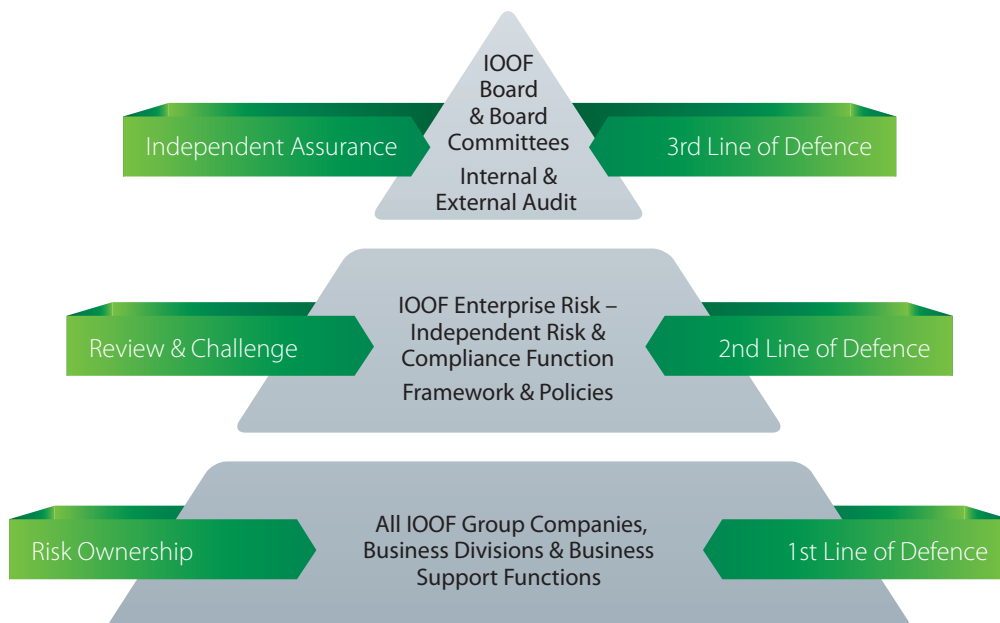 IOOF
Board
& Board
Committees
Internal &
External Audit
Independent Assurance
3rd Line of Defence
IOOF Enterprise Risk –
Independent Risk &
Compliance Function
Framework & Policies
Review & Challenge
2nd Line of Defence
All IOOF Group Companies,
Business Divisions & Business
Support Functions
Risk Ownership
1st Line of Defence